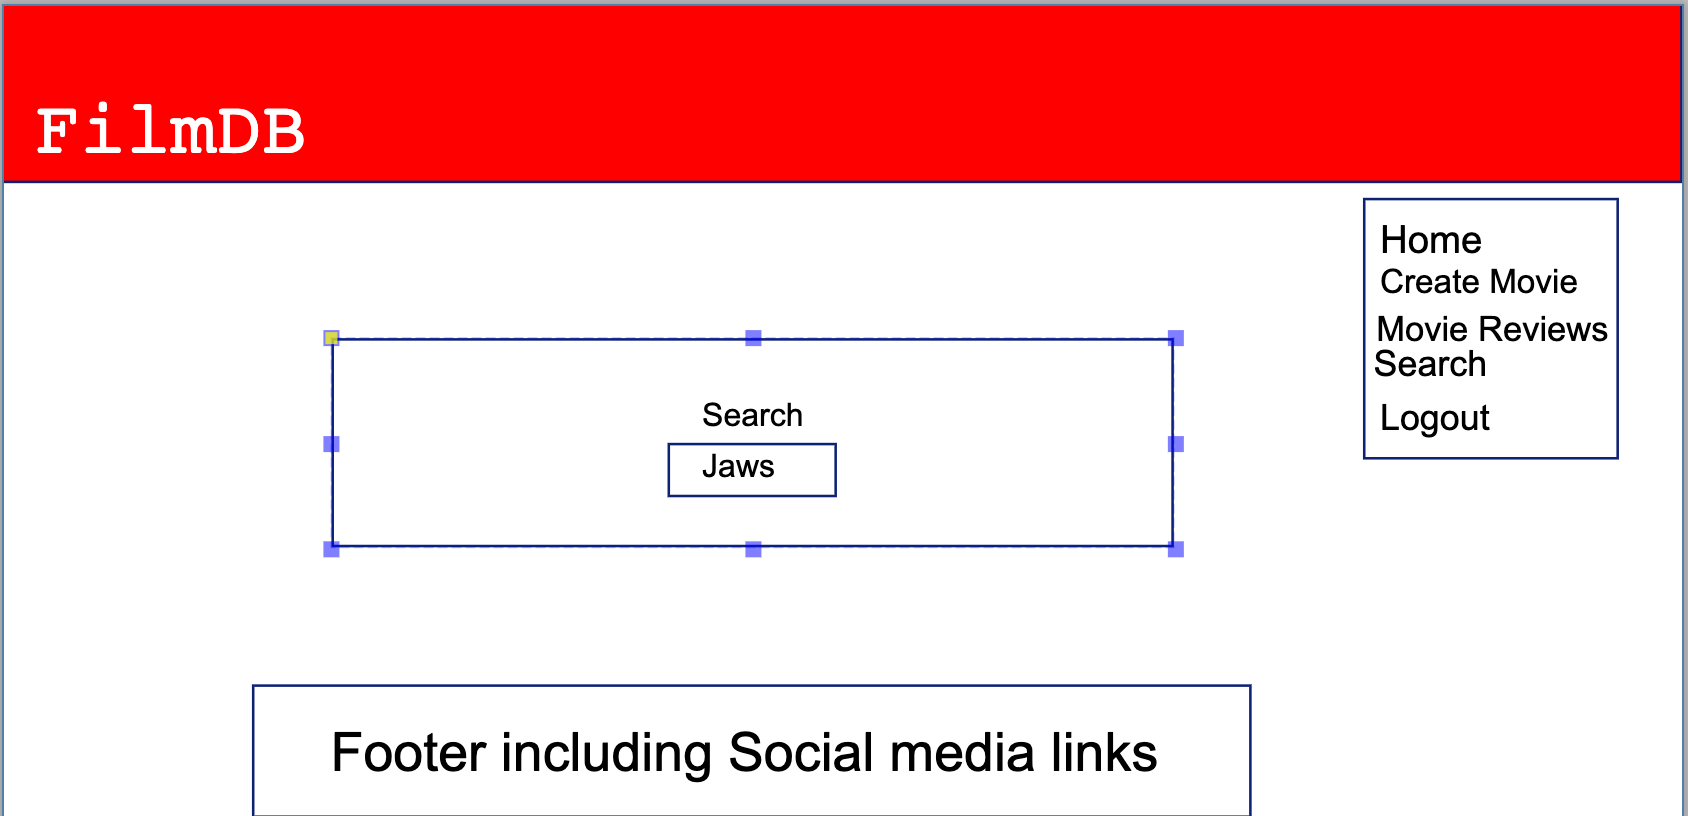 FilmDB
Home
Create Movie
Movie Reviews
Search
Logout
Search
Jaws
Footer including Social media links